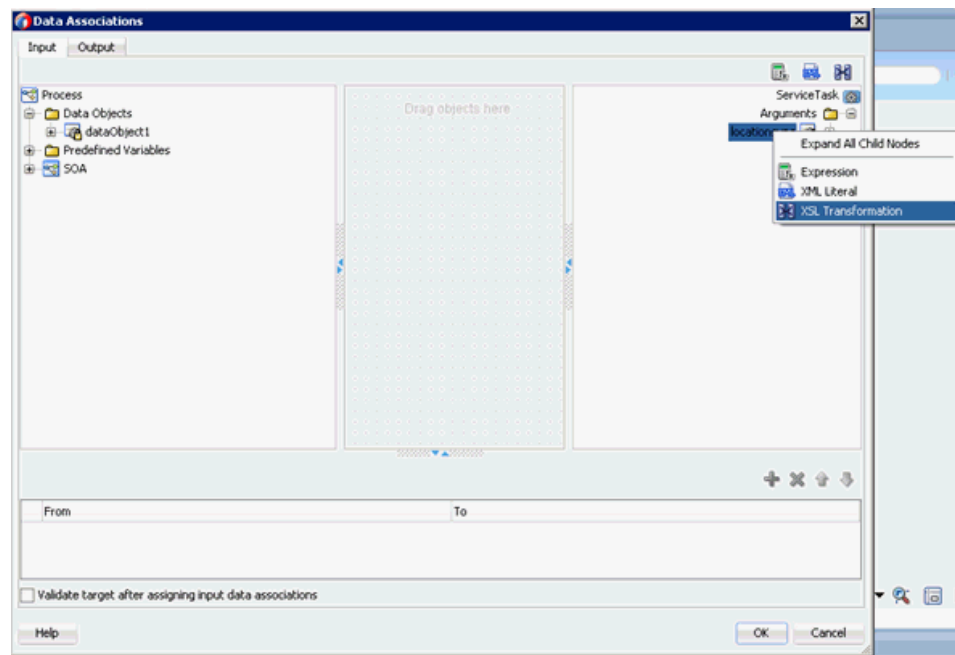 Data Associations
Input Output
Process
Data Objects
dataObject1
Predefined Variables
SOA
Drag objects here
ServiceTask
Arguments
Expand All Child Nodes
Expression
XML Literal
XSL Transformation
From To
Validate target after assigning input data associations
Help OK Cancel